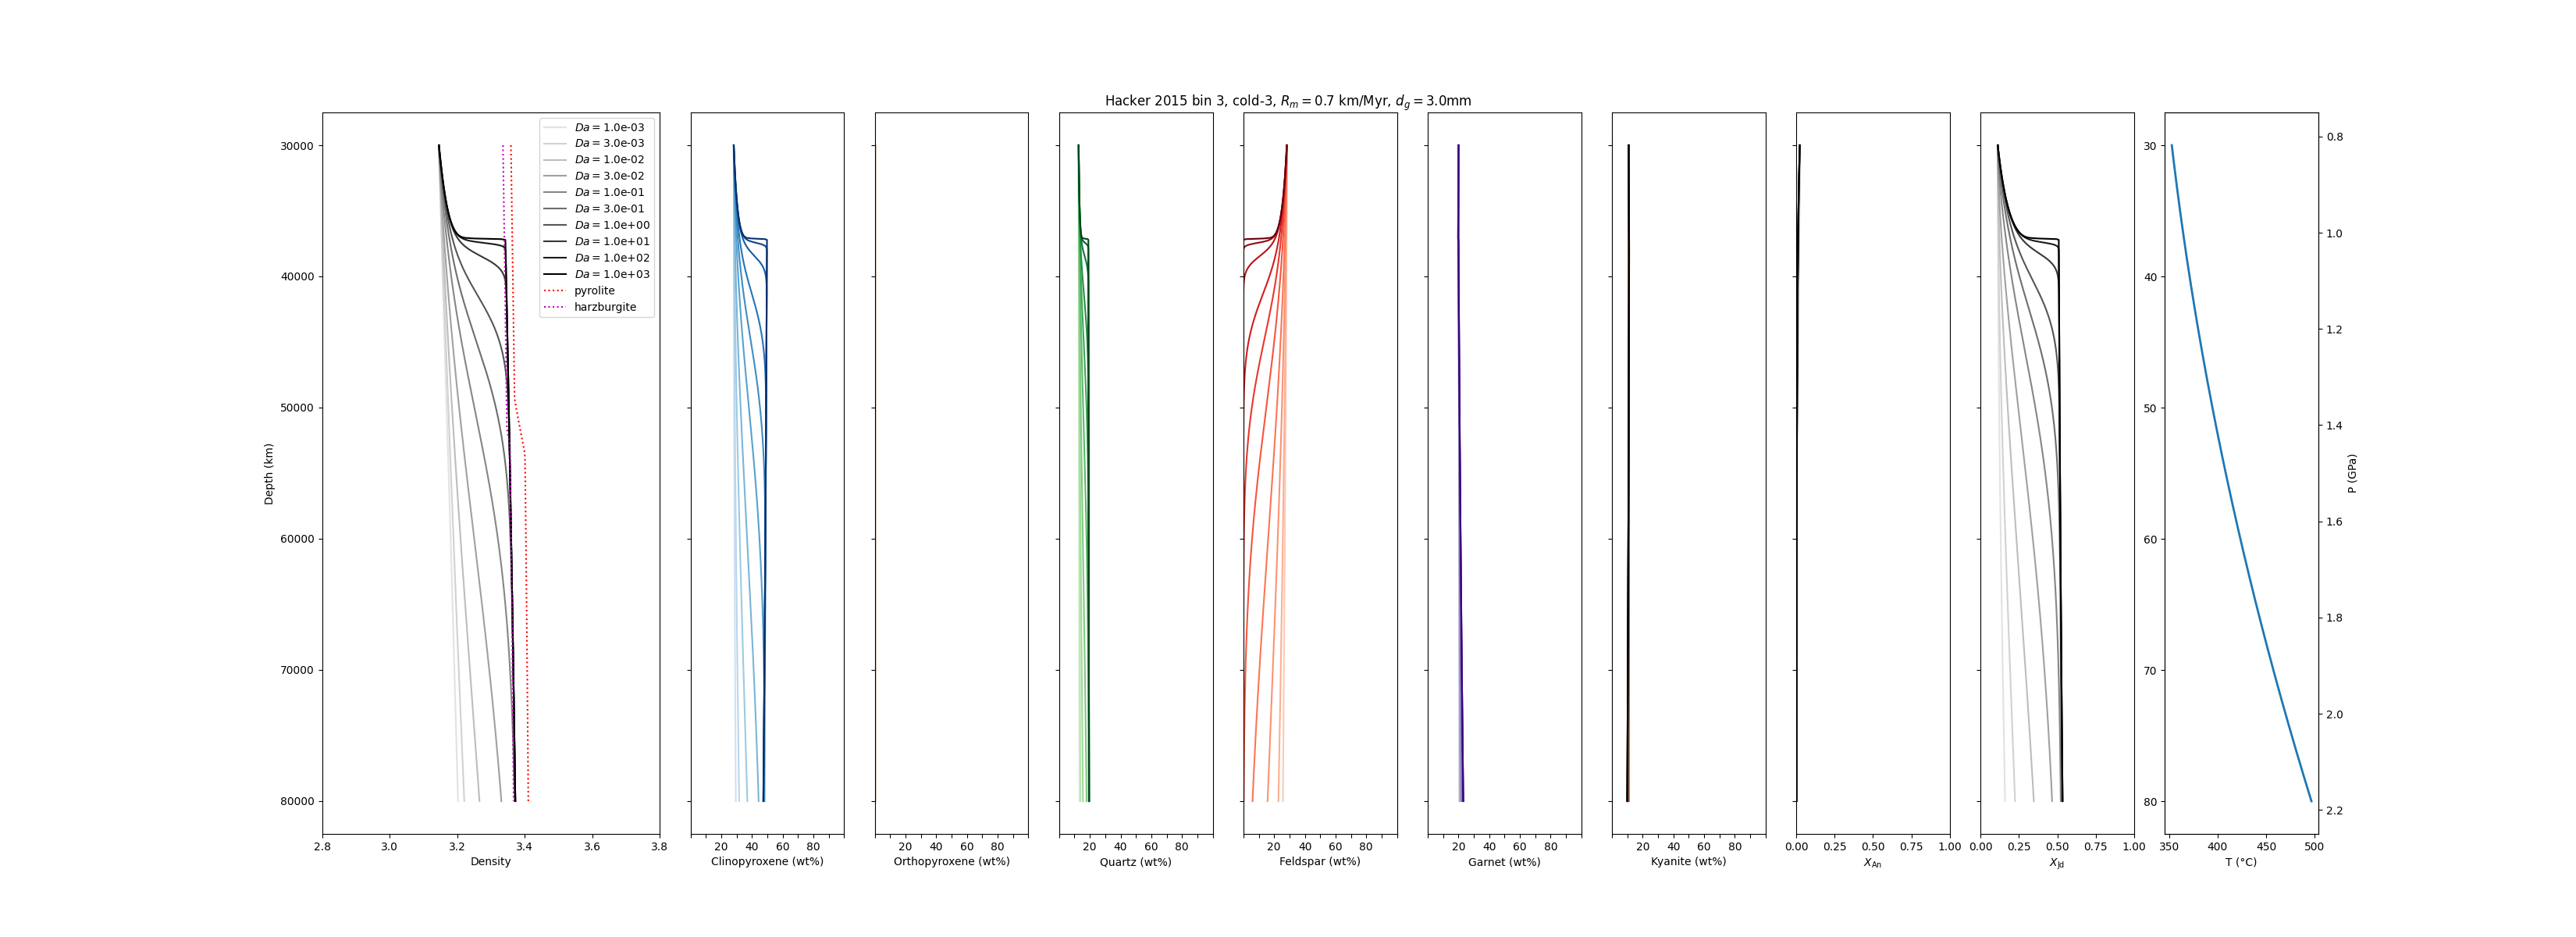 Hacker 2015 bin 3, cold-3, $R_m = 0.7$ km/Myr, $d_g = 3.0$mm
Da = 1.0e-03
Da = 3.0e-03
Da = 1.0e-02
Da = 3.0e-02
Da = 1.0e-01
Da = 3.0e-01
Da = 1.0e+00
Da = 1.0e+01
Da = 1.0e+02
Da = 1.0e+03
pyrolite
harzburgite
Depth (km)
30000
40000
50000
60000
70000
80000
2.8 3.0 3.2 3.4 3.6 3.8
Density
20 40 60 80
Clinopyroxene (wt%)
20 40 60 80
Orthopyroxene (wt%)
20 40 60 80
Quartz (wt%)
20 40 60 80
Feldspar (wt%)
20 40 60 80
Garnet (wt%)
20 40 60 80
Kyanite (wt%)
0.00 0.25 0.50 0.75 1.00
$X_{An}$
0.00 0.25 0.50 0.75 1.00
$X_{Jd}$
30
40
50
60
70
80
350 400 450 500
T (°C)
0.8
1.0
1.2
1.4
1.6
1.8
2.0
2.2
P (GPa)